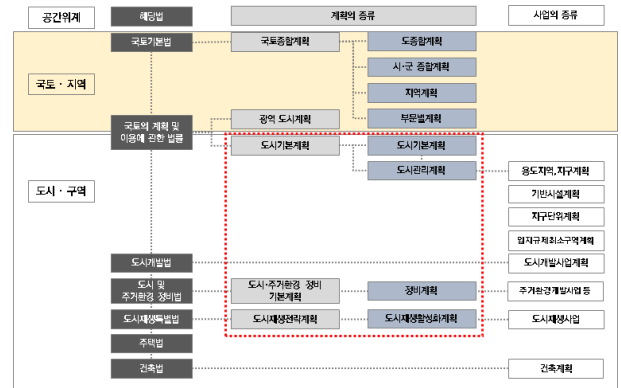 공간위계 해당법 계획의 종류 사업의 종류
국토기본법 국토종합계획 도종합계획
시·군 종합계획
국토·지역
지역계획
국토의 계획 및
이용에 관한 법률
광역 도시계획 부문별계획
도시기본계획 도시기본계획
도시관리계획 용도지역,지구계획
도시·구역
기반시설계획
지구단위계획
입지규제최소구역계획
도시개발법 도시개발사업계획
도시 및
주거환경 정비법
도시·주거환경 정비
기본계획
정비계획 주거환경개발사업 등
도시재생특별법 도시재생전략계획 도시재생활성화계획 도시재생사업
주택법
건축법 건축계획